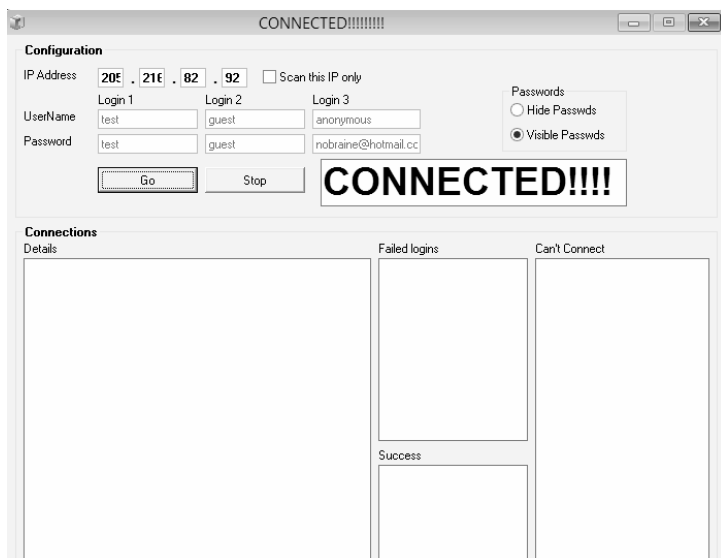 CONNECTED!!!!!!!!!
Configuration
IP Address 205 . 216 . 82 . 92 Scan this IP only
Login 1 Login 2 Login 3
UserName test guest anonymous
Password test guest nobraine@hotmail.cc
Passwords
Hide Passwds
Visible Passwds
Go Stop CONNECTED!!!!
Connections
Details Failed logins Can't Connect
Success